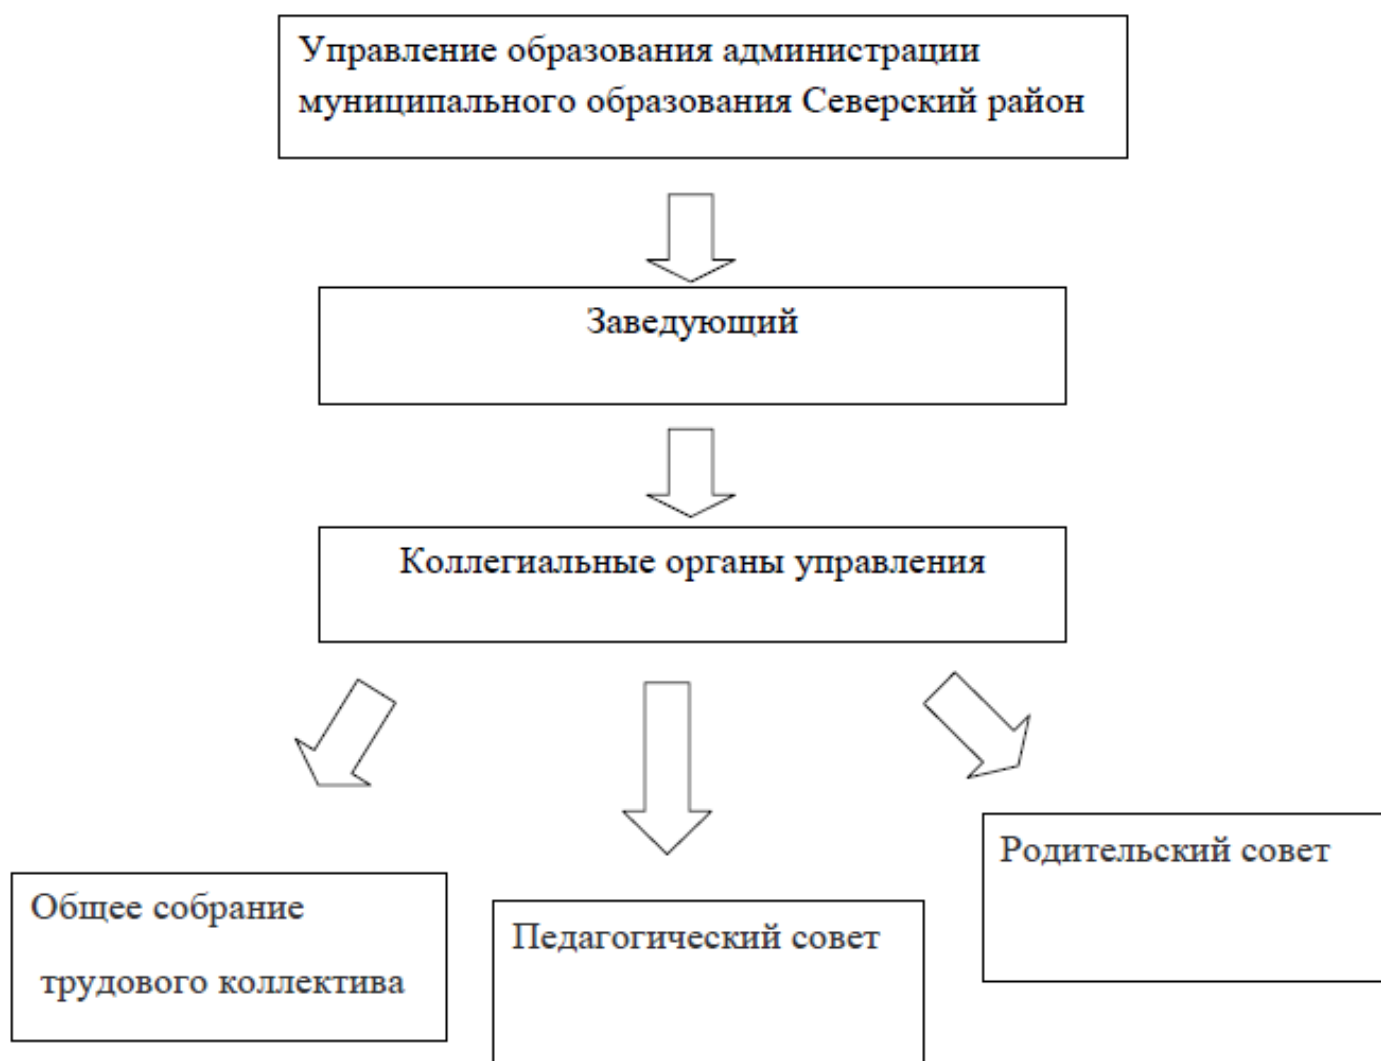 Управление образования администрации
муниципального образования Северский район
Заведующий
Коллегиальные органы управления
Общее собрание
трудового коллектива
Педагогический совет
Родительский совет